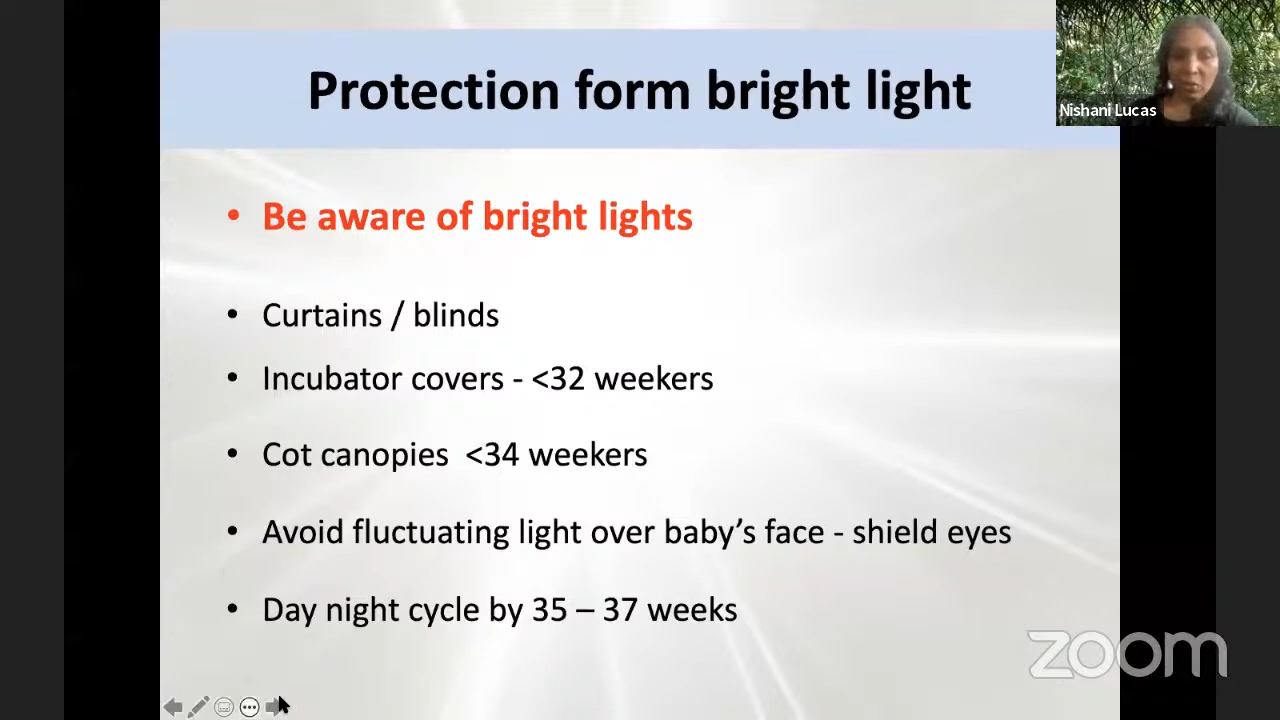 Protection form bright light
Nishani Lucas
• Be aware of bright lights
• Curtains / blinds
• Incubator covers - <32 weekers
• Cot canopies <34 weekers
• Avoid fluctuating light over baby’s face - shield eyes
• Day night cycle by 35 – 37 weeks
zoom